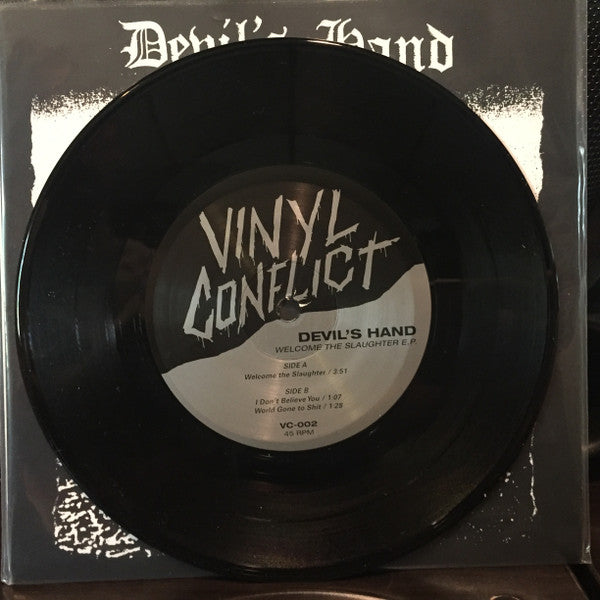 Devil's Hand
VINYL
CONFLICT
DEVIL'S HAND
WELCOME THE SLAUGHTER E.P.
SIDE A
Welcome the Slaughter / 3:51
SIDE B
I Don't Believe You / 1:07
World Gone to Shit / 1:28
VC-002
45 RPM